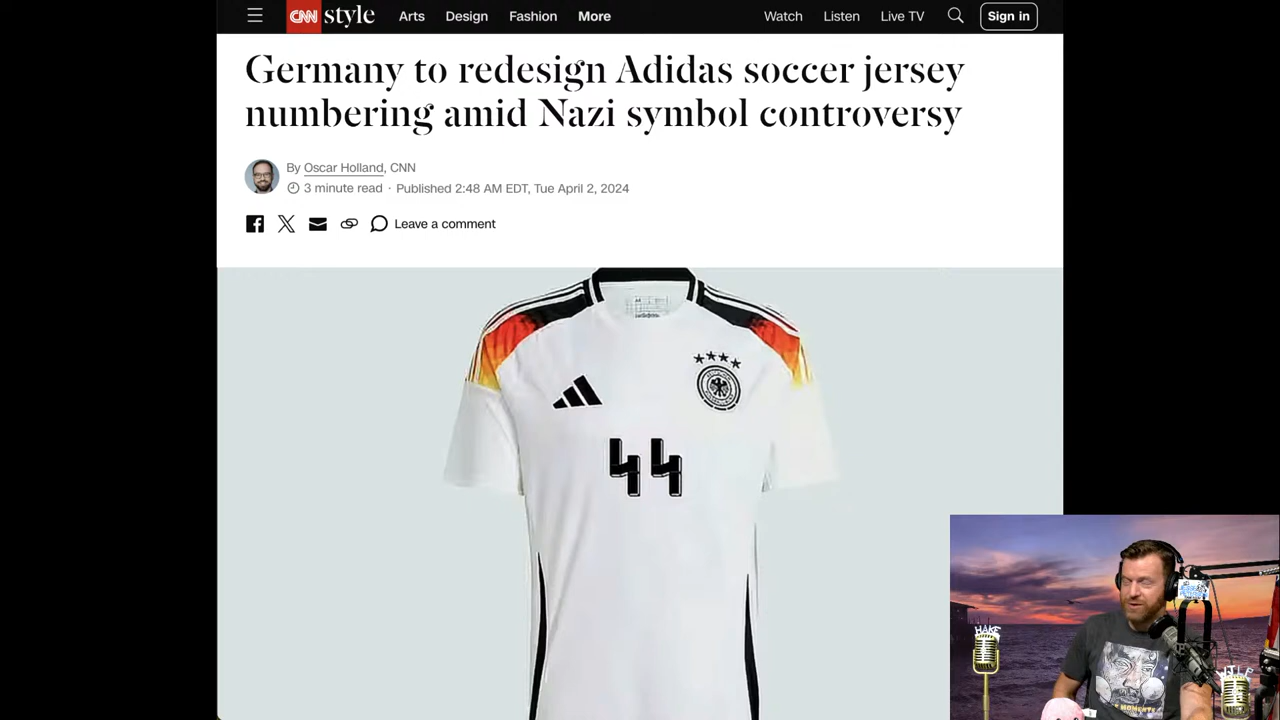 CNN style Arts Design Fashion More Watch Listen Live TV Sign in
Germany to redesign Adidas soccer jersey
numbering amid Nazi symbol controversy
By Oscar Holland, CNN
3 minute read · Published 2:48 AM EDT, Tue April 2, 2024
Leave a comment
44
HAKE
JLP